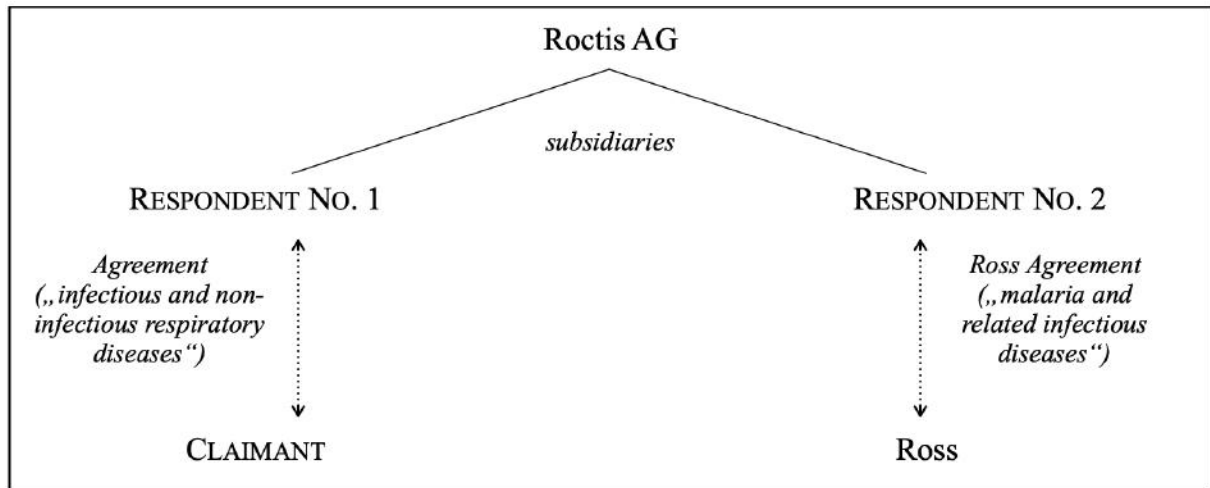 Roctis AG
subsidiaries
RESPONDENT NO. 1
RESPONDENT NO. 2
Agreement
(„infectious and non-
infectious respiratory
diseases“)
Ross Agreement
(„malaria and
related infectious
diseases“)
CLAIMANT
Ross